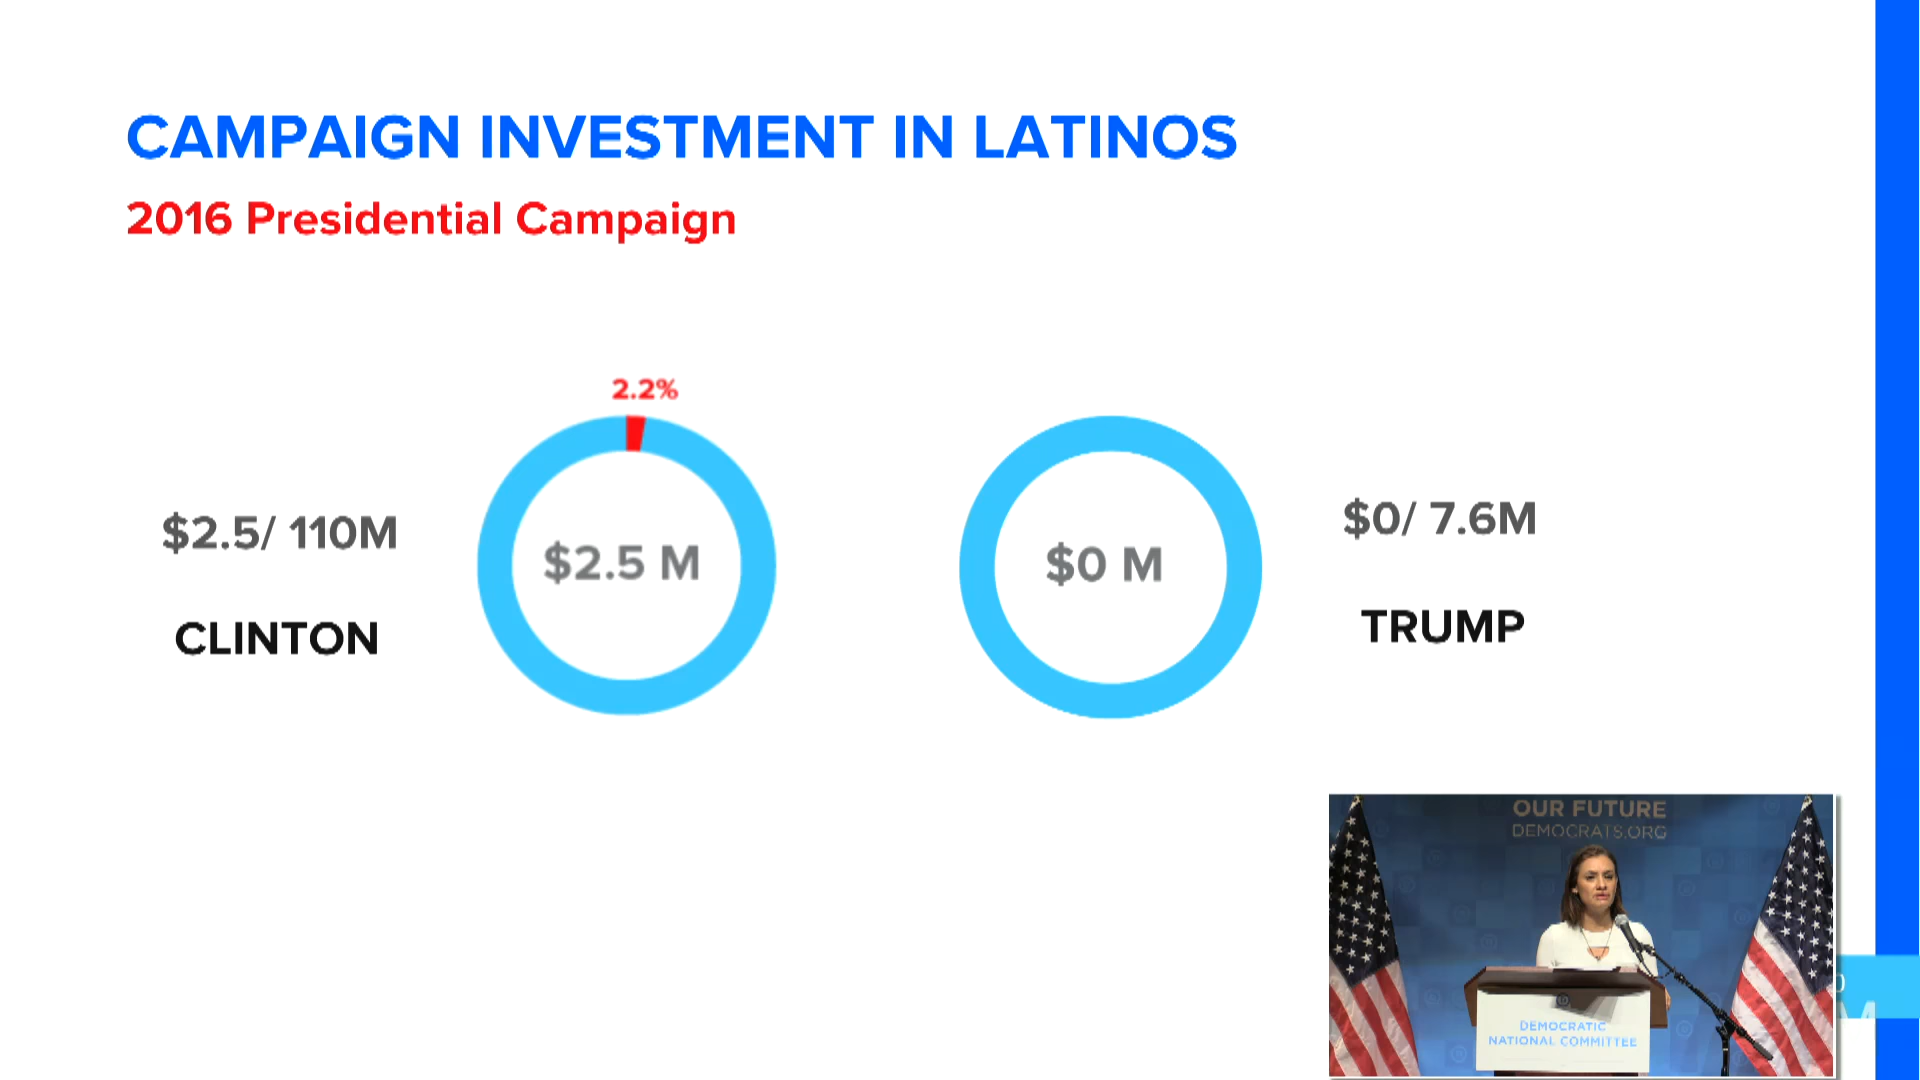 CAMPAIGN INVESTMENT IN LATINOS
2016 Presidential Campaign
2.2%
$2.5/ 110M
$2.5 M
CLINTON
$0 M
$0/ 7.6M
TRUMP
OUR FUTURE
DEMOCRATS.ORG
DEMOCRATIC
NATIONAL COMMITTEE